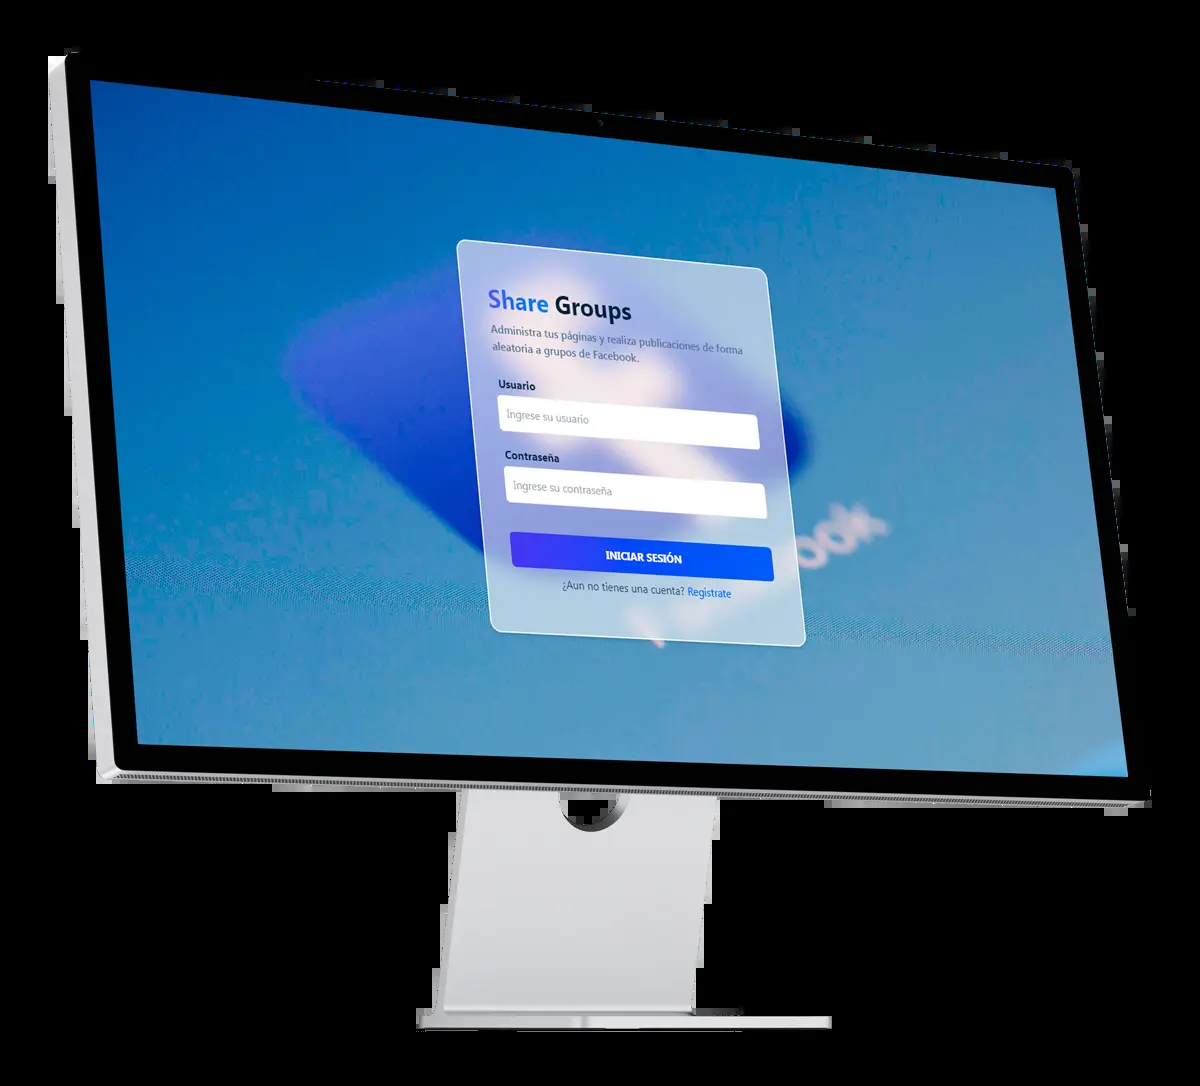 Share Groups
Administra tus páginas y realiza publicaciones de forma
aleatoria a grupos de Facebook.
Usuario
Ingrese su usuario
Contraseña
Ingrese su contraseña
INICIAR SESIÓN
¿Aun no tienes una cuenta? Registrate
ook